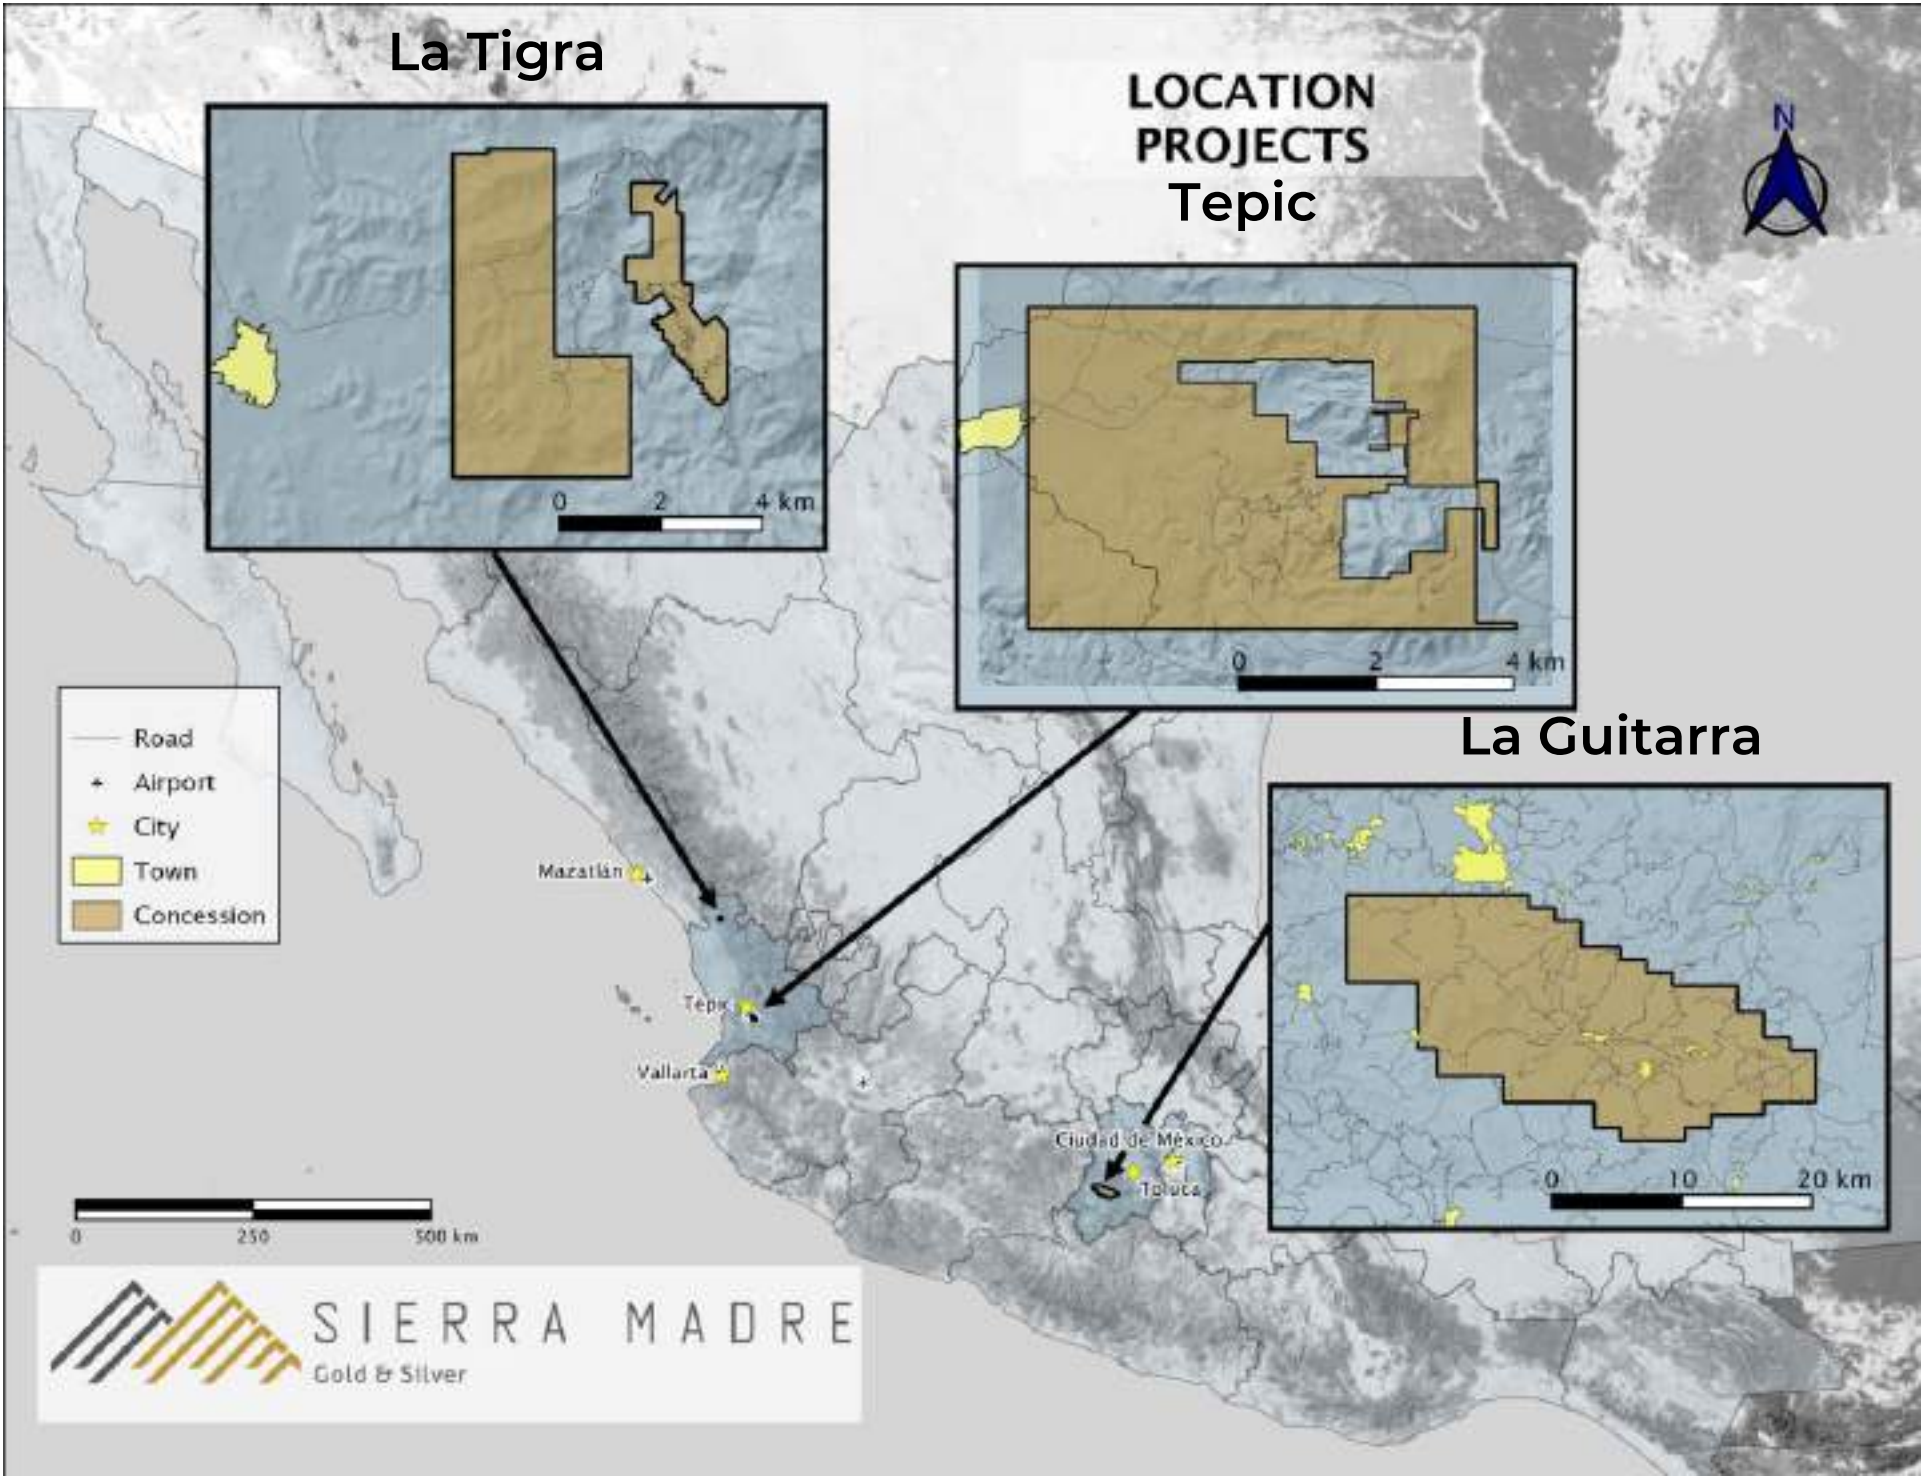 La Tigra
LOCATION
PROJECTS
N
Tepic
0 2 4 km
0 2 4 km
La Guitarra
Road
Airport
City
Town
Concession
Mazatlán
Tepic
Vallarta
Ciudad de México
Toluca
0 10 20 km
0 250 500 km
SIERRA MADRE
Gold & Silver